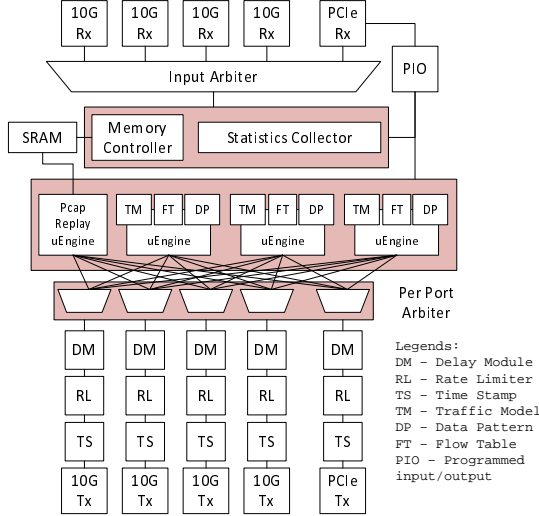 10G Rx
10G Rx
10G Rx
10G Rx
PCIe Rx
Input Arbiter
PIO
SRAM
Memory Controller
Statistics Collector
Pcap Replay uEngine
TM FT DP
uEngine
TM FT DP
uEngine
TM FT DP
uEngine
Per Port
Arbiter
DM DM DM DM DM
RL RL RL RL RL
TS TS TS TS TS
10G Tx
10G Tx
10G Tx
10G Tx
PCIe Tx
Legends:
DM - Delay Module
RL - Rate Limiter
TS - Time Stamp
TM - Traffic Model
DP - Data Pattern
FT - Flow Table
PIO - Programmed
input/output